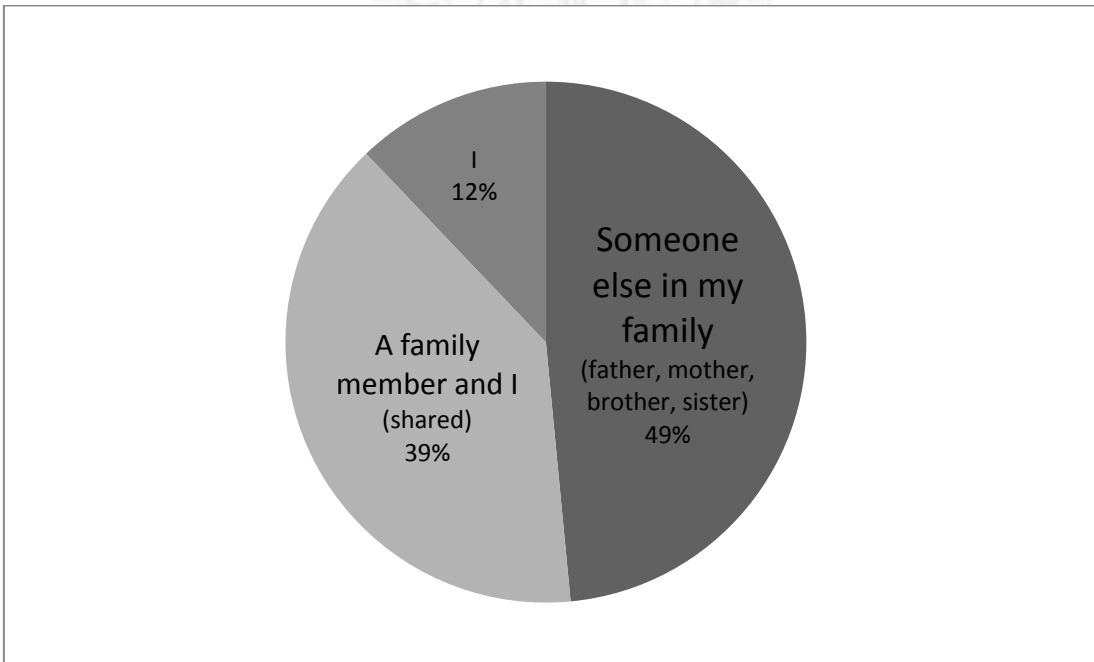 I
12%
Someone
else in my
family
(father, mother,
brother, sister)
49%
A family
member and I
(shared)
39%